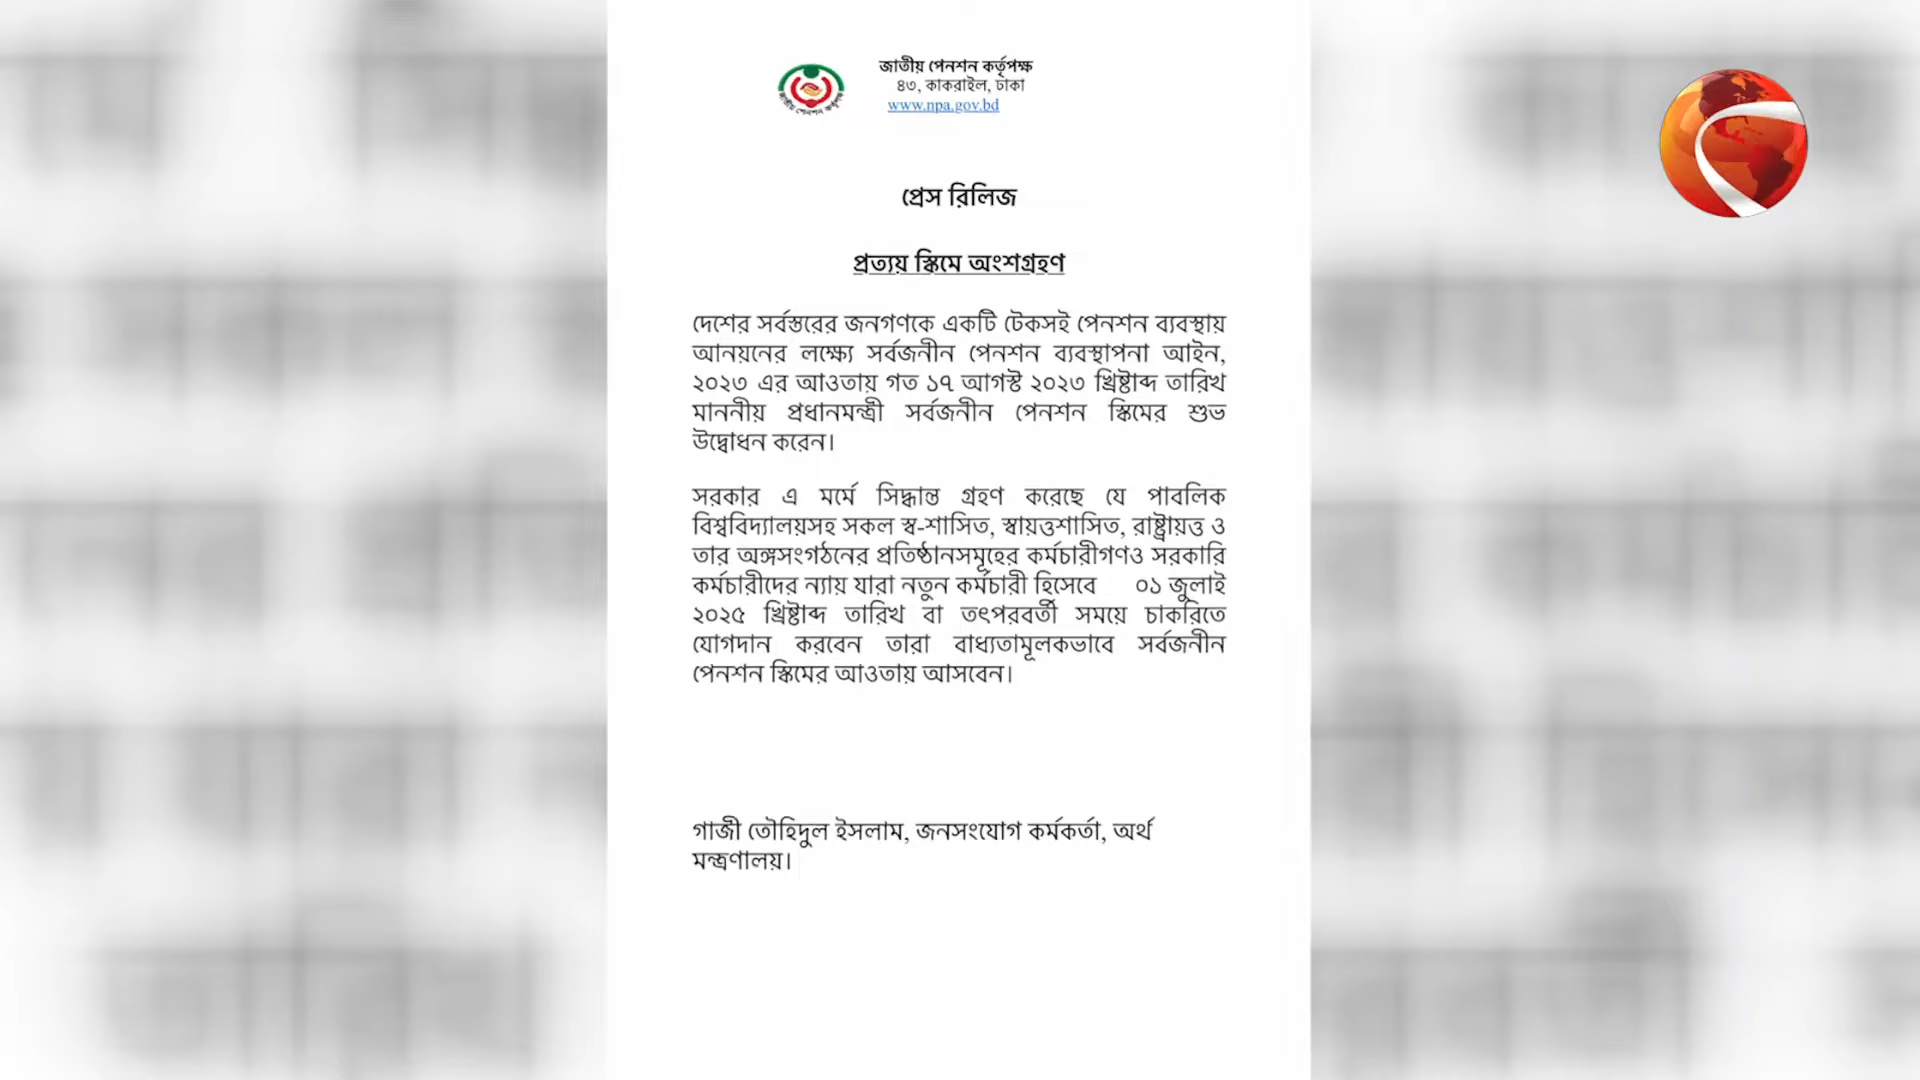 জাতীয় পেনশন কর্তৃপক্ষ
৪৩, কাকরাইল, ঢাকা
www.npa.gov.bd
জাতীয় পেনশন কর্তৃপক্ষ
প্রেস রিলিজ
প্রত্যয় স্কিমে অংশগ্রহণ
দেশের সর্বস্তরের জনগণকে একটি টেকসই পেনশন ব্যবস্থায়
আনয়নের লক্ষ্যে সর্বজনীন পেনশন ব্যবস্থাপনা আইন,
২০২৩ এর আওতায় গত ১৭ আগস্ট ২০২৩ খ্রিষ্টাব্দ তারিখ
মাননীয় প্রধানমন্ত্রী সর্বজনীন পেনশন স্কিমের শুভ
উদ্বোধন করেন।
সরকার এ মর্মে সিদ্ধান্ত গ্রহণ করেছে যে পাবলিক
বিশ্ববিদ্যালয়সহ সকল স্ব-শাসিত, স্বায়ত্তশাসিত, রাষ্ট্রায়ত্ত ও
তার অঙ্গসংগঠনের প্রতিষ্ঠানসমূহের কর্মচারীগণও সরকারি
কর্মচারীদের ন্যায় যারা নতুন কর্মচারী হিসেবে ০১ জুলাই
২০২৫ খ্রিষ্টাব্দ তারিখ বা তৎপরবর্তী সময়ে চাকরিতে
যোগদান করবেন তারা বাধ্যতামূলকভাবে সর্বজনীন
পেনশন স্কিমের আওতায় আসবেন।
গাজী তৌহিদুল ইসলাম, জনসংযোগ কর্মকর্তা, অর্থ
মন্ত্রণালয়।